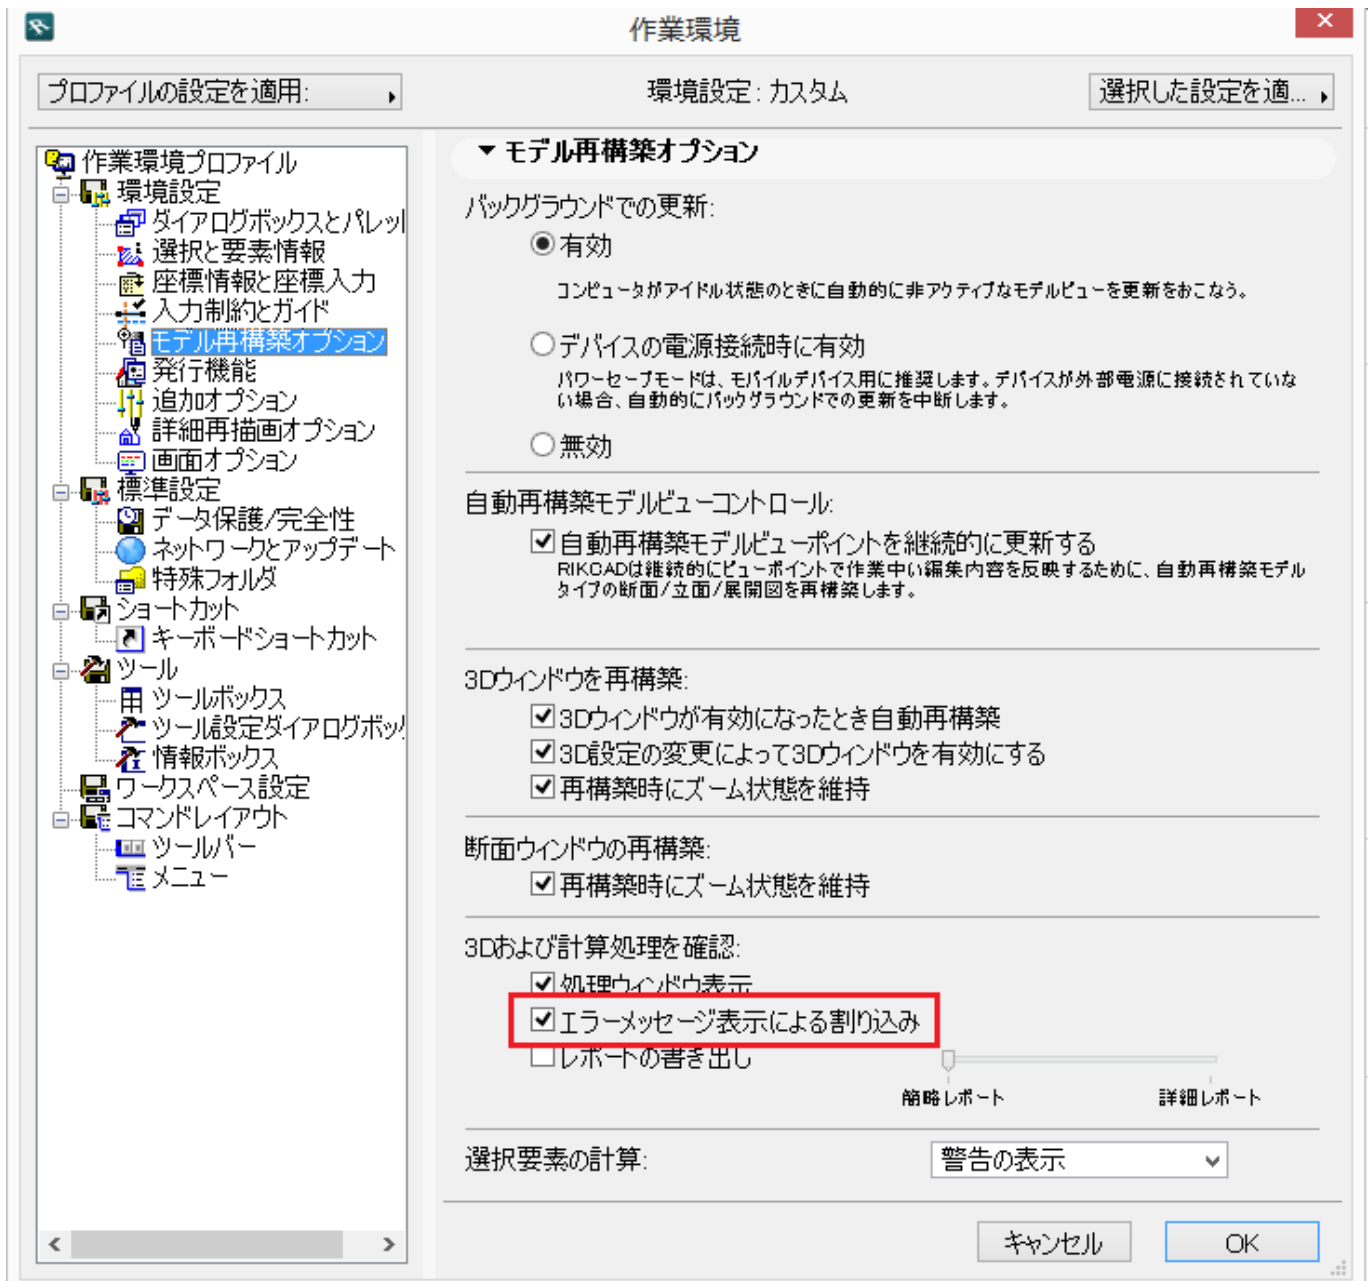 作業環境
プロファイルの設定を適用:
環境設定 : カスタム
選択した設定を適...
作業環境プロファイル
環境設定
ダイアログボックスとパレッ
選択と要素情報
座標情報と座標入力
入力制約とガイド
モデル再構築オプション
発行機能
追加オプション
詳細再描画オプション
画面オプション
標準設定
データ保護/完全性
ネットワークとアップデート
特殊フォルダ
ショートカット
キーボードショートカット
ツール
ツールボックス
ツール設定ダイアログボッ
情報ボックス
ワークスペース設定
コマンドレイアウト
ツールバー
メニュー
モデル再構築オプション
バックグラウンドでの更新:
有効
コンピュータがアイドル状態のときに自動的に非アクティブなモデルビューを更新をおこなう。
デバイスの電源接続時に有効
パワーセーブモードは、モバイルデバイス用に推奨します。デバイスが外部電源に接続されていな
い場合、自動的にバックグラウンドでの更新を中断します。
無効
自動再構築モデルビューコントロール:
自動再構築モデルビューポイントを継続的に更新する
RIKCADは継続的にビューポイントで作業中い編集内容を反映するために、自動再構築モデル
タイプの断面/立面/展開図を再構築します。
3Dウィンドウを再構築:
3Dウィンドウが有効になったとき自動再構築
3D設定の変更によって3Dウィンドウを有効にする
再構築時にズーム状態を維持
断面ウィンドウの再構築:
再構築時にズーム状態を維持
3Dおよび計算処理を確認:
処理ウィンドウ表示
エラーメッセージ表示による割り込み
レポートの書き出し
簡略レポート
詳細レポート
選択要素の計算:
警告の表示
キャンセル
OK